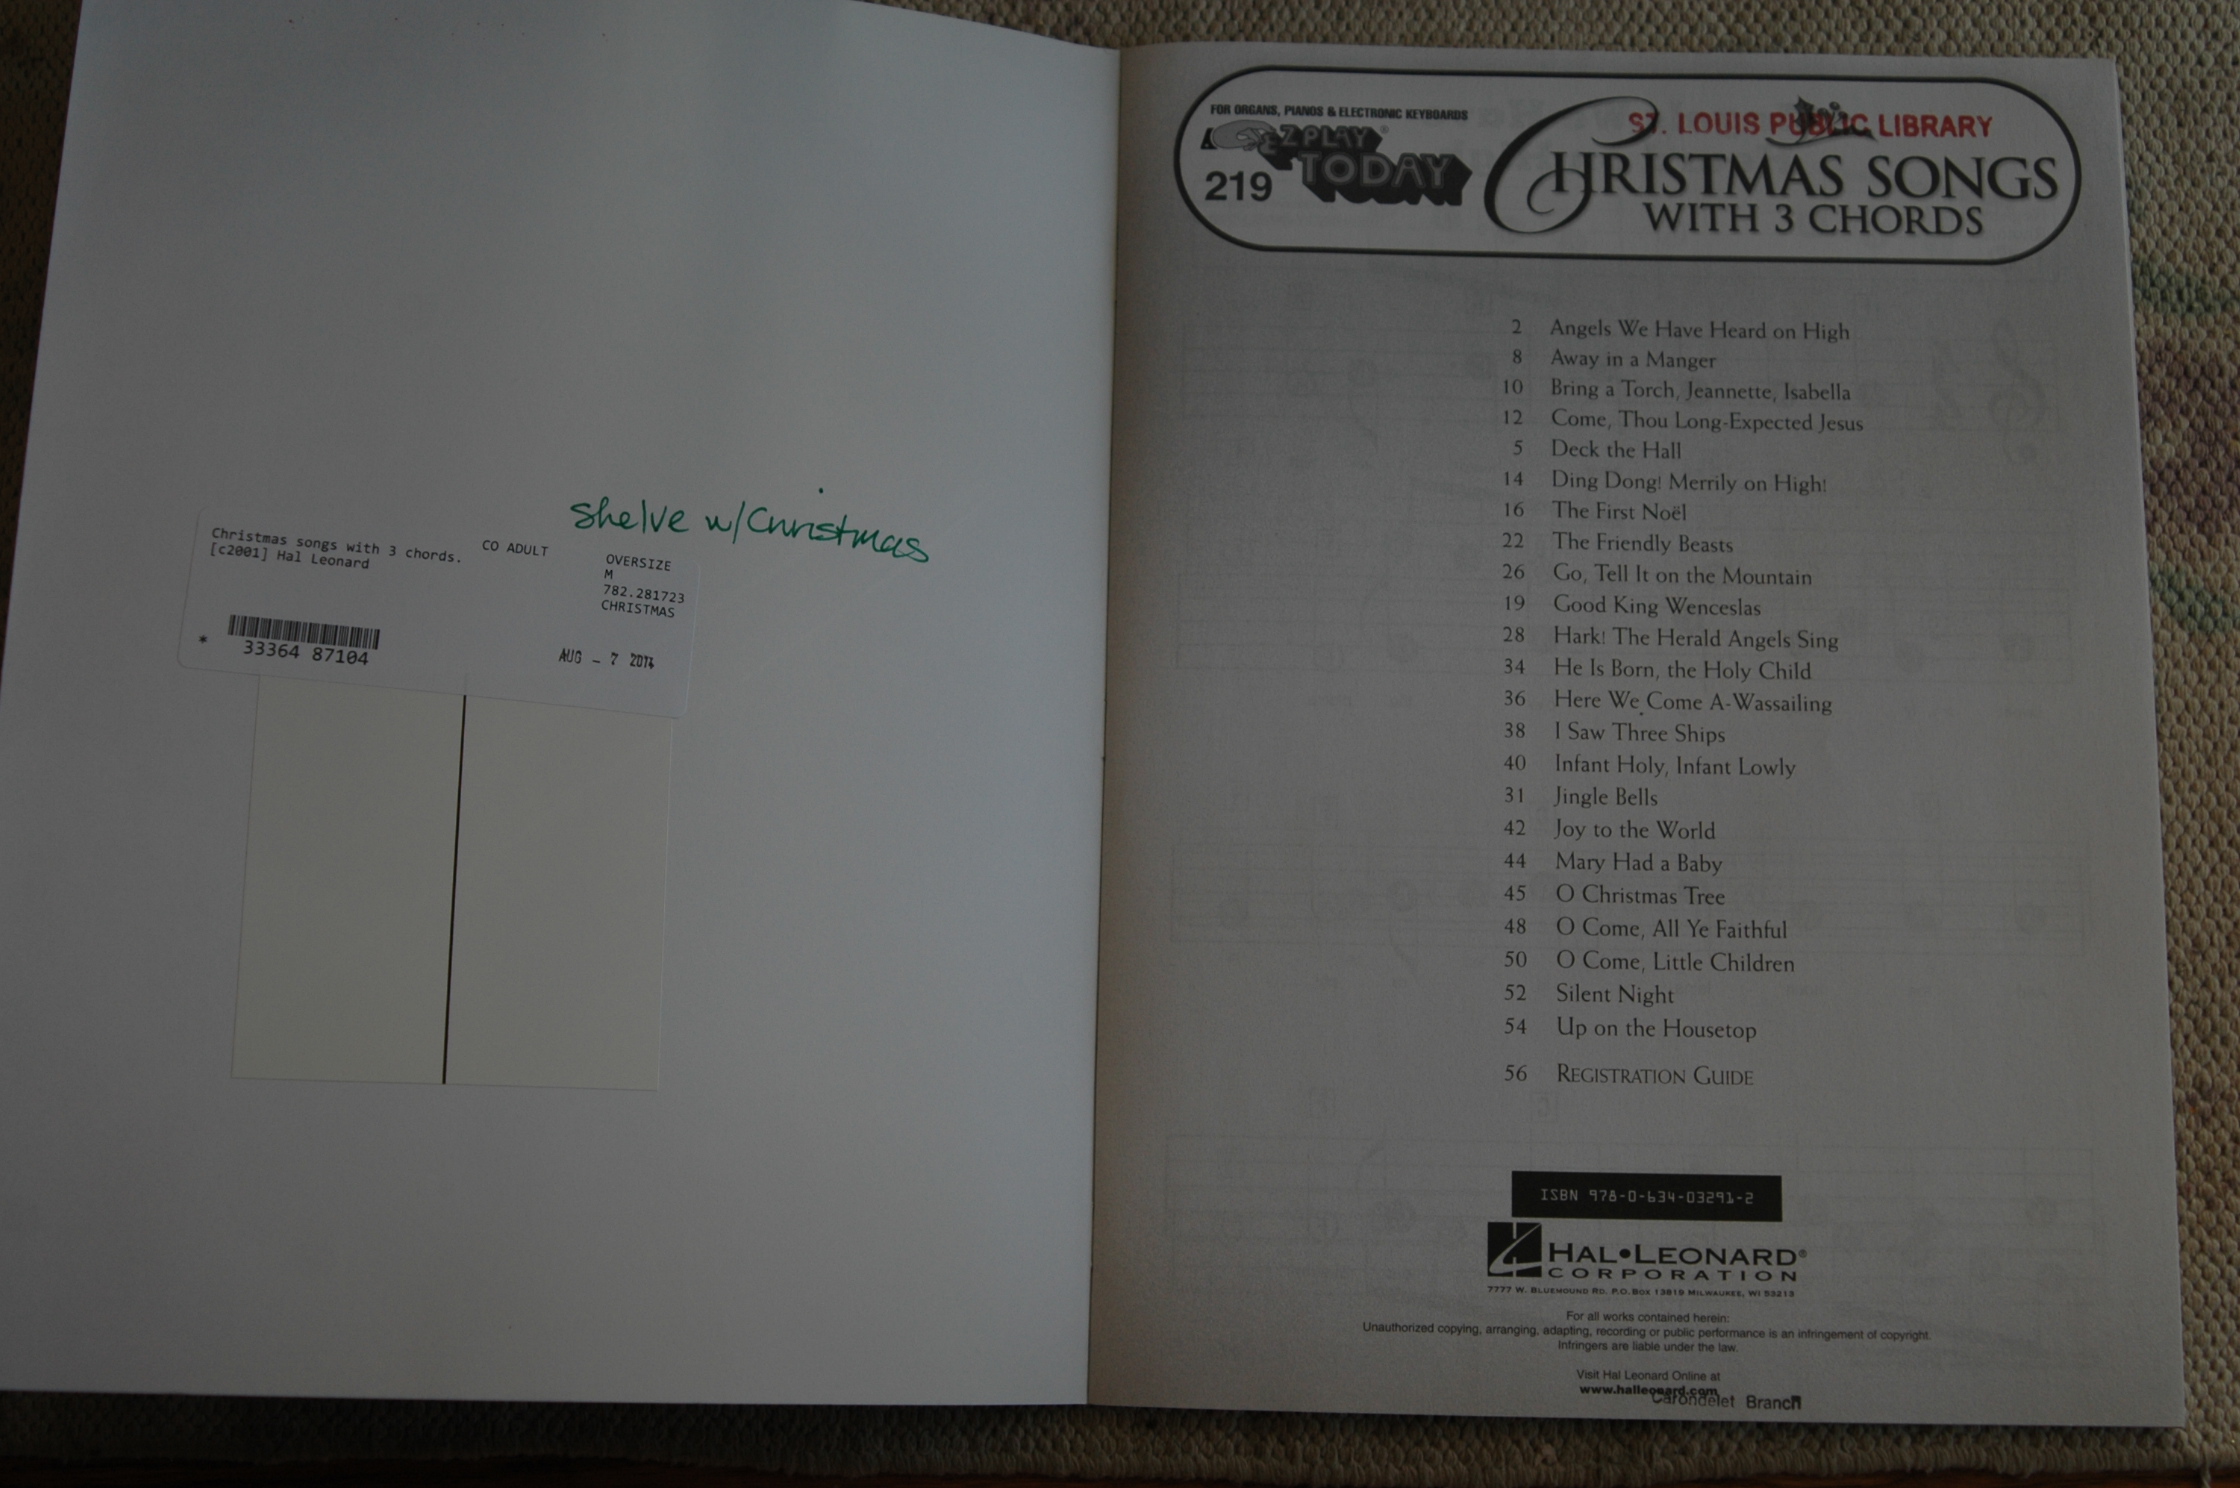 shelve w/Christmas
Christmas songs with 3 chords. CO ADULT
[c2001] Hal Leonard
OVERSIZE
M
782.281723
CHRISTMAS
* 33364 87104
AUG - 7 2014
FOR ORGANS, PIANOS & ELECTRONIC KEYBOARDS
E-Z PLAY®
TODAY
219
ST. LOUIS PUBLIC LIBRARY
CHRISTMAS SONGS
WITH 3 CHORDS
2 Angels We Have Heard on High
8 Away in a Manger
10 Bring a Torch, Jeannette, Isabella
12 Come, Thou Long-Expected Jesus
5 Deck the Hall
14 Ding Dong! Merrily on High!
16 The First Noël
22 The Friendly Beasts
26 Go, Tell It on the Mountain
19 Good King Wenceslas
28 Hark! The Herald Angels Sing
34 He Is Born, the Holy Child
36 Here We Come A-Wassailing
38 I Saw Three Ships
40 Infant Holy, Infant Lowly
31 Jingle Bells
42 Joy to the World
44 Mary Had a Baby
45 O Christmas Tree
48 O Come, All Ye Faithful
50 O Come, Little Children
52 Silent Night
54 Up on the Housetop
56 REGISTRATION GUIDE
ISBN 978-0-634-03291-2
HAL•LEONARD®
CORPORATION
7777 W. BLUEMOUND RD. P.O. BOX 13819 MILWAUKEE, WI 53213
For all works contained herein:
Unauthorized copying, arranging, adapting, recording or public performance is an infringement of copyright.
Infringers are liable under the law.
Visit Hal Leonard Online at
www.halleonard.com
Carondelet Branch